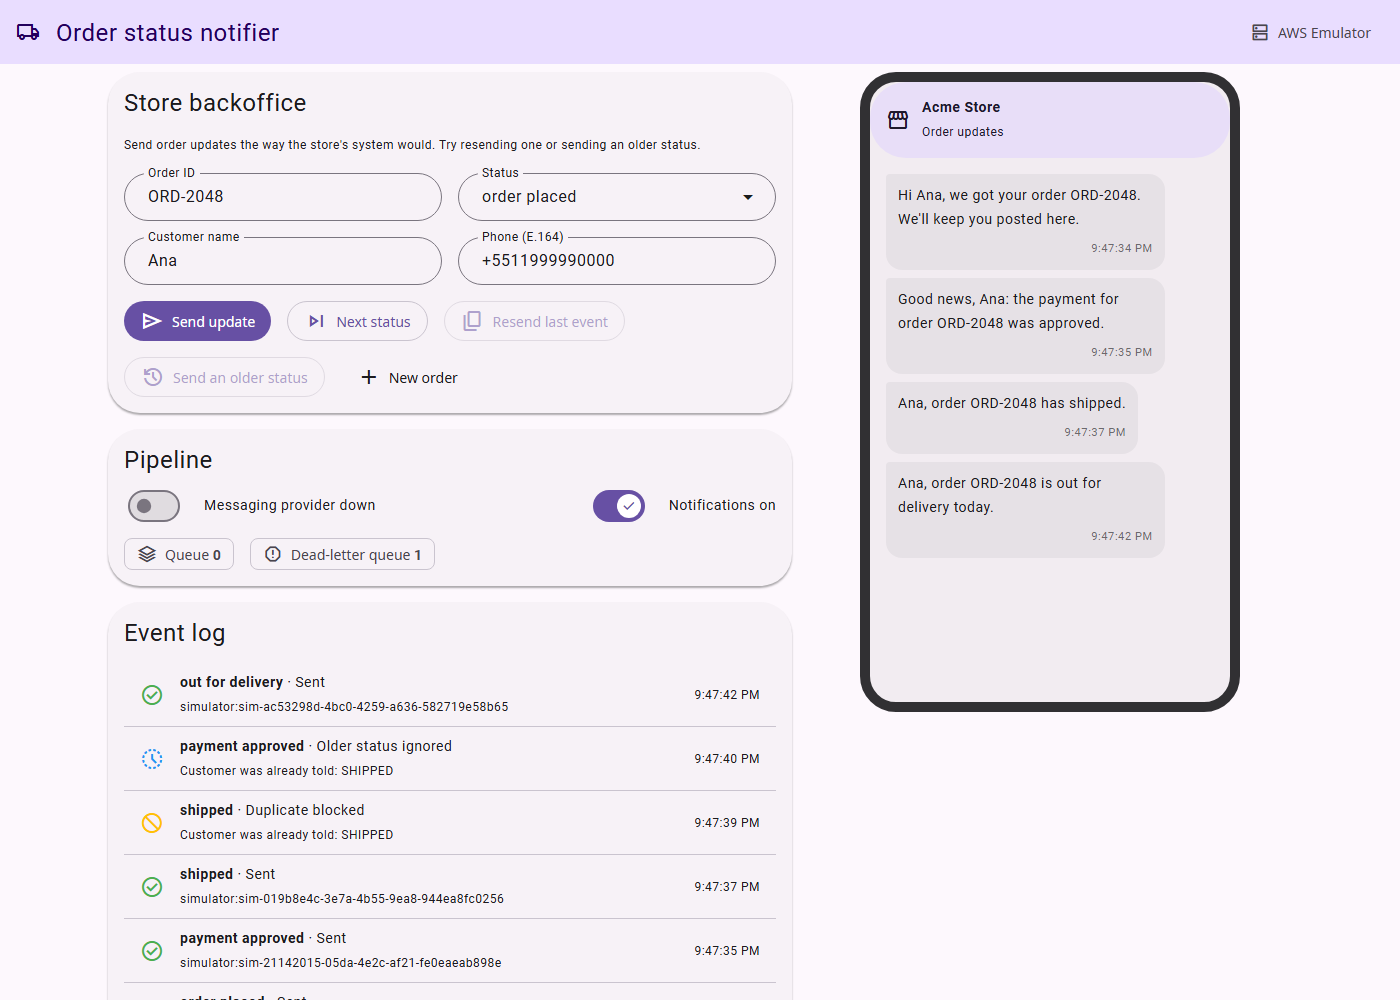 Order status notifier
AWS Emulator
Store backoffice
Send order updates the way the store's system would. Try resending one or sending an older status.
Order ID
ORD-2048
Status
order placed
Customer name
Ana
Phone (E.164)
+5511999990000
Send update
Next status
Resend last event
Send an older status
New order
Pipeline
Messaging provider down
Notifications on
Queue 0
Dead-letter queue 1
Event log
out for delivery · Sent
simulator:sim-ac53298d-4bc0-4259-a636-582719e58b65
9:47:42 PM
payment approved · Older status ignored
Customer was already told: SHIPPED
9:47:40 PM
shipped · Duplicate blocked
Customer was already told: SHIPPED
9:47:39 PM
shipped · Sent
simulator:sim-019b8e4c-3e7a-4b55-9ea8-944ea8fc0256
9:47:37 PM
payment approved · Sent
simulator:sim-21142015-05da-4e2c-af21-fe0eaeab898e
9:47:35 PM
order placed · Sent
Acme Store
Order updates
Hi Ana, we got your order ORD-2048.
We'll keep you posted here.
9:47:34 PM
Good news, Ana: the payment for
order ORD-2048 was approved.
9:47:35 PM
Ana, order ORD-2048 has shipped.
9:47:37 PM
Ana, order ORD-2048 is out for
delivery today.
9:47:42 PM